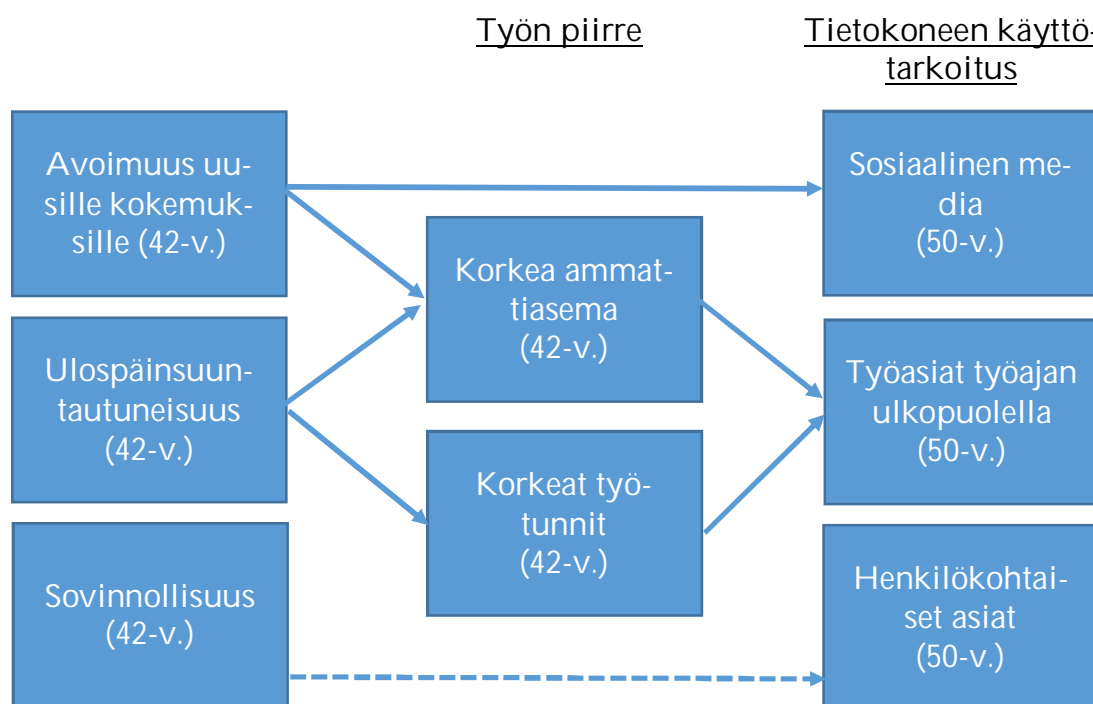 Työn piirre
Tietokoneen käyttö-
tarkoitus
Avoimuus uu-
sille kokemuk-
sille (42-v.)
Ulospäinsuun-
tautuneisuus
(42-v.)
Sovinnollisuus
(42-v.)
Korkea ammat-
tiasema
(42-v.)
Korkeat työ-
tunnit
(42-v.)
Sosiaalinen me-
dia
(50-v.)
Työasiat työajan
ulkopuolella
(50-v.)
Henkilökohtai-
set asiat
(50-v.)